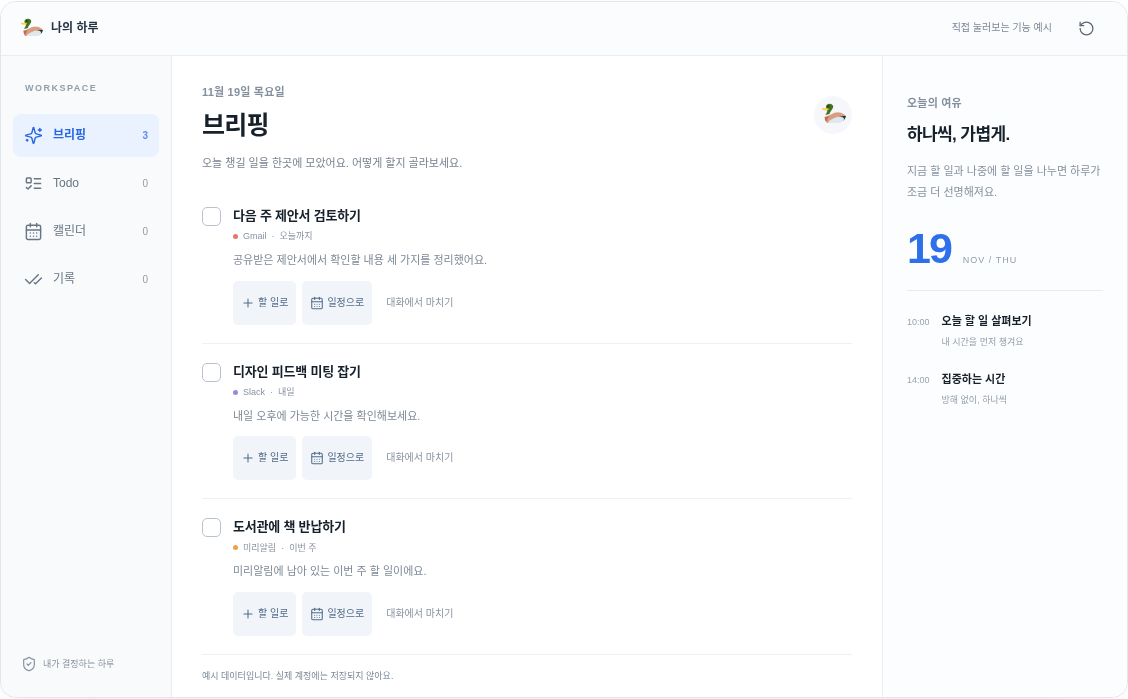 나의 하루
직접 눌러보는 기능 예시
WORKSPACE
브리핑 3
Todo 0
캘린더 0
기록 0
내가 결정하는 하루
11월 19일 목요일
브리핑
오늘 챙길 일을 한곳에 모았어요. 어떻게 할지 골라보세요.
다음 주 제안서 검토하기
Gmail · 오늘까지
공유받은 제안서에서 확인할 내용 세 가지를 정리했어요.
할 일로 일정으로 대화에서 마치기
디자인 피드백 미팅 잡기
Slack · 내일
내일 오후에 가능한 시간을 확인해보세요.
할 일로 일정으로 대화에서 마치기
도서관에 책 반납하기
미리알림 · 이번 주
미리알림에 남아 있는 이번 주 할 일이에요.
할 일로 일정으로 대화에서 마치기
예시 데이터입니다. 실제 계정에는 저장되지 않아요.
오늘의 여유
하나씩, 가볍게.
지금 할 일과 나중에 할 일을 나누면 하루가
조금 더 선명해져요.
19 NOV / THU
10:00 오늘 할 일 살펴보기
내 시간을 먼저 챙겨요
14:00 집중하는 시간
방해 없이, 하나씩